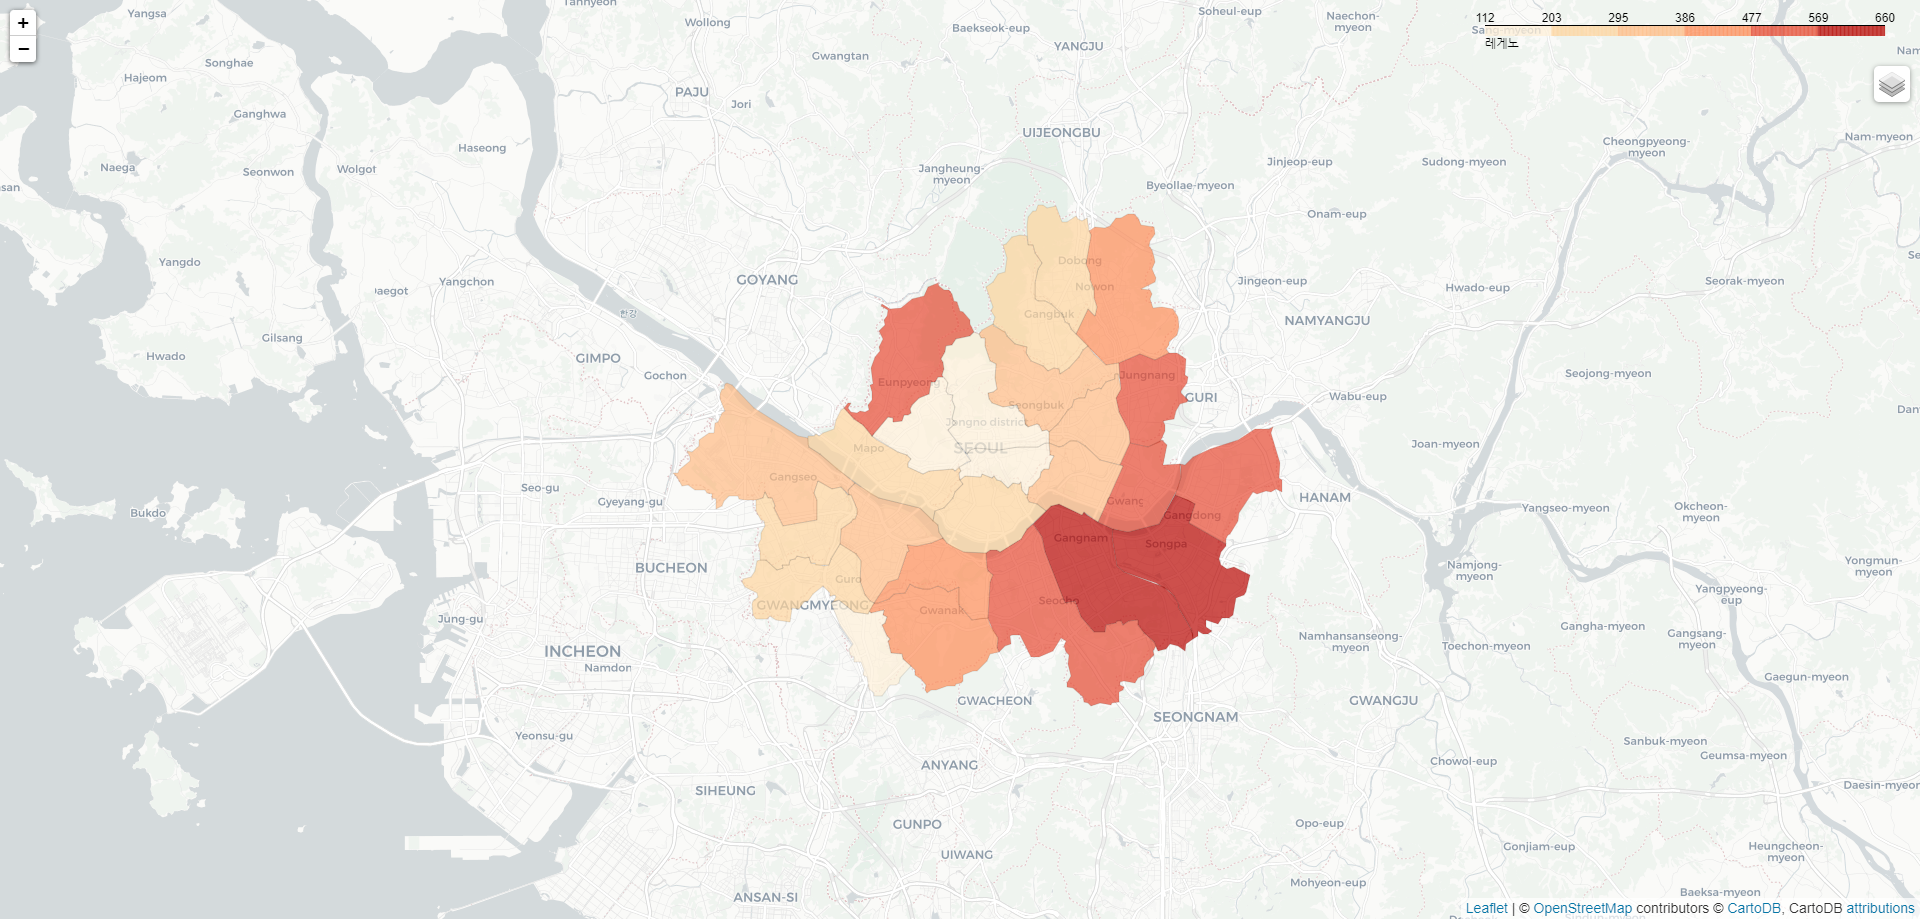 +
−
112 203 295 386 477 569 660
레게노
Yangsa
Tannyeon
Wollong
Soheul-eup
Naechon-
myeon
Baekseok-eup
Gwangtan
YANGJU
Songhae
Hajeom
PAJU
Jori
Ganghwa
Haseong
UIJEONGBU
Cheongpyeong-
myeon
Nam-myeon
Naega
Seonwon
Wolgot
Jangheung-
myeon
Jinjeop-eup
Sudong-myeon
Byeollae-myeon
Onam-eup
Yangdo
Yangchon
GOYANG
Dobong
Nowon
Jingeon-eup
Hwado-eup
Seorak-myeon
한강
Gangbuk
NAMYANGJU
Gilsang
Hwado
GIMPO
Gochon
Eunpyeong
Jungnang
Seojong-myeon
GURI
Wabu-eup
Seongbuk
Jongno district
SEOUL
Mapo
Joan-myeon
Gangseo
Seo-gu
Gyeyang-gu
Gwang
HANAM
Bukdo
Gangdong
Yangseo-myeon
Okcheon-
myeon
Gangnam
Songpa
BUCHEON
Guro
Namjong-
myeon
Yongmun-
myeon
Yangpyeong-
eup
GWANGMYEONG
Gwanak
Seocho
Jung-gu
Gangha-myeon
Gangsang-
myeon
Namhansanseong-
myeon
Toechon-myeon
INCHEON
Namdon
Gaegun-myeon
GWACHEON
GWANGJU
SEONGNAM
Yeonsu-gu
Sanbuk-myeon
Geumsa-myeon
Chowol-eup
ANYANG
SIHEUNG
Daesin-myeon
GUNPO
Opo-eup
UIWANG
Gonjiam-eup
Heungcheon-
myeon
Mohyeon-eup
ANSAN-SI
Baeksa-myeon
Leaflet | © OpenStreetMap contributors © CartoDB, CartoDB attributions